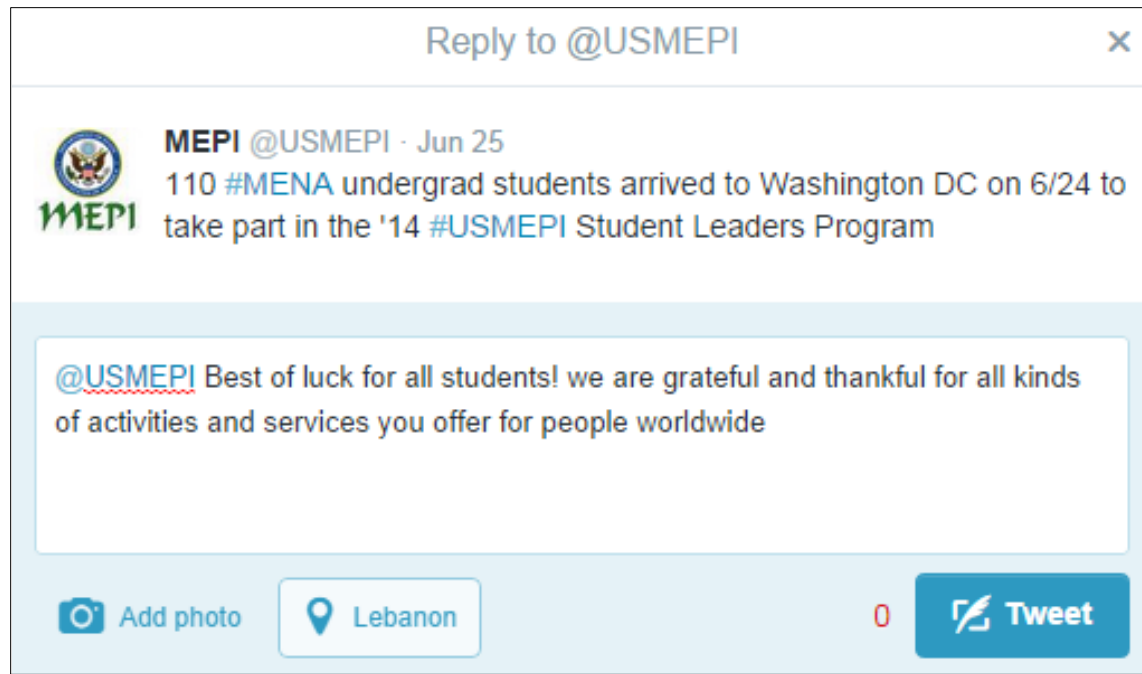 Reply to @USMEPI ×
MEPI @USMEPI · Jun 25
110 #MENA undergrad students arrived to Washington DC on 6/24 to
take part in the '14 #USMEPI Student Leaders Program
MEPI
@USMEPI Best of luck for all students! we are grateful and thankful for all kinds
of activities and services you offer for people worldwide
Add photo Lebanon 0 Tweet